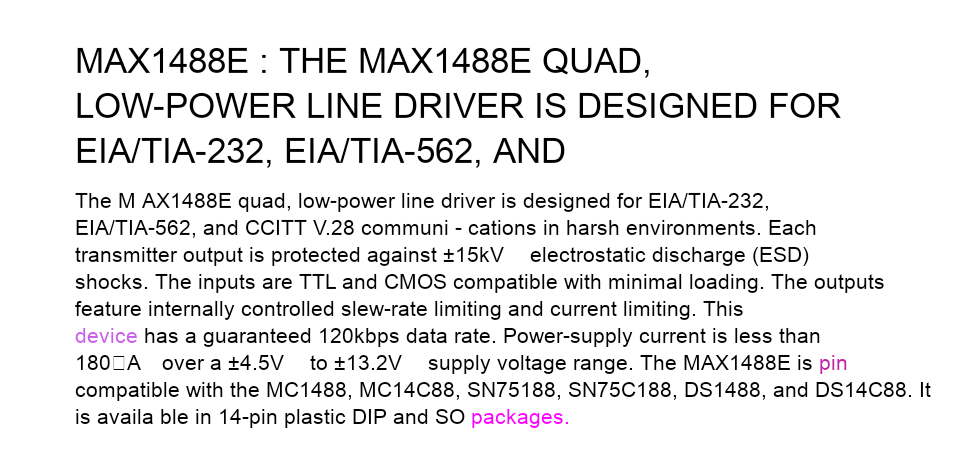 MAX1488E : THE MAX1488E QUAD,
LOW-POWER LINE DRIVER IS DESIGNED FOR
EIA/TIA-232, EIA/TIA-562, AND
The M AX1488E quad, low-power line driver is designed for EIA/TIA-232,
EIA/TIA-562, and CCITT V.28 communi - cations in harsh environments. Each
transmitter output is protected against ±15kV electrostatic discharge (ESD)
shocks. The inputs are TTL and CMOS compatible with minimal loading. The outputs
feature internally controlled slew-rate limiting and current limiting. This
device has a guaranteed 120kbps data rate. Power-supply current is less than
180□A over a ±4.5V to ±13.2V supply voltage range. The MAX1488E is pin
compatible with the MC1488, MC14C88, SN75188, SN75C188, DS1488, and DS14C88. It
is availa ble in 14-pin plastic DIP and SO packages.